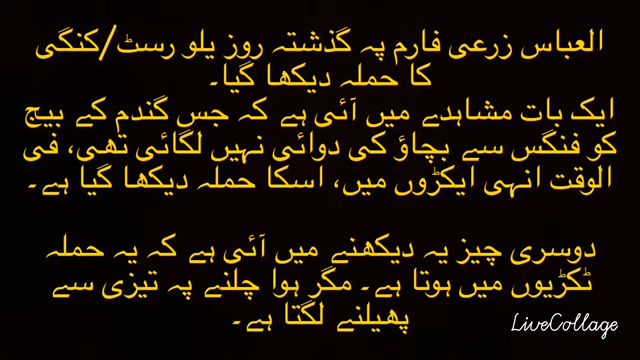 العباس زرعی فارم پہ گذشتہ روز یلو رسٹ/کنگی
کا حملہ دیکھا گیا۔
ایک بات مشاہدے میں آئی ہے کہ جس گندم کے بیج
کو فنگس سے بچاؤ کی دوائی نہیں لگائی تھی، فی
الوقت انہی ایکڑوں میں، اسکا حملہ دیکھا گیا ہے۔
دوسری چیز یہ دیکھنے میں آئی ہے کہ یہ حملہ
ٹکڑیوں میں ہوتا ہے۔ مگر ہوا چلنے پہ تیزی سے
پھیلنے لگتا ہے۔
LiveCollage